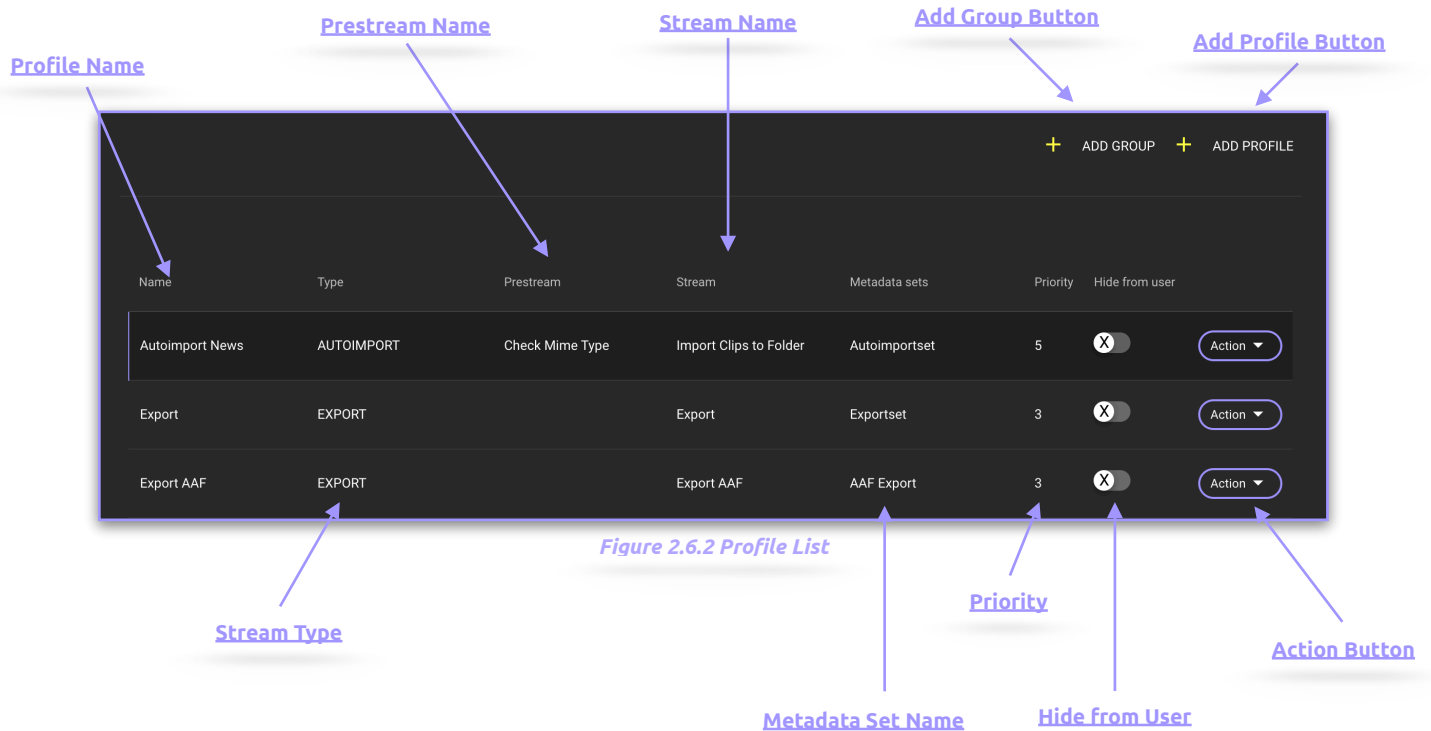 Prestream Name
Stream Name
Add Group Button
Add Profile Button
Profile Name
+ ADD GROUP + ADD PROFILE
Name Type Prestream Stream Metadata sets Priority Hide from user
Autoimport News AUTOIMPORT Check Mime Type Import Clips to Folder Autoimportset 5 X Action
Export EXPORT Export Exportset 3 X Action
Export AAF EXPORT Export AAF AAF Export 3 X Action
Figure 2.6.2 Profile List
Priority
Stream Type
Action Button
Metadada Set Name
Hide from User